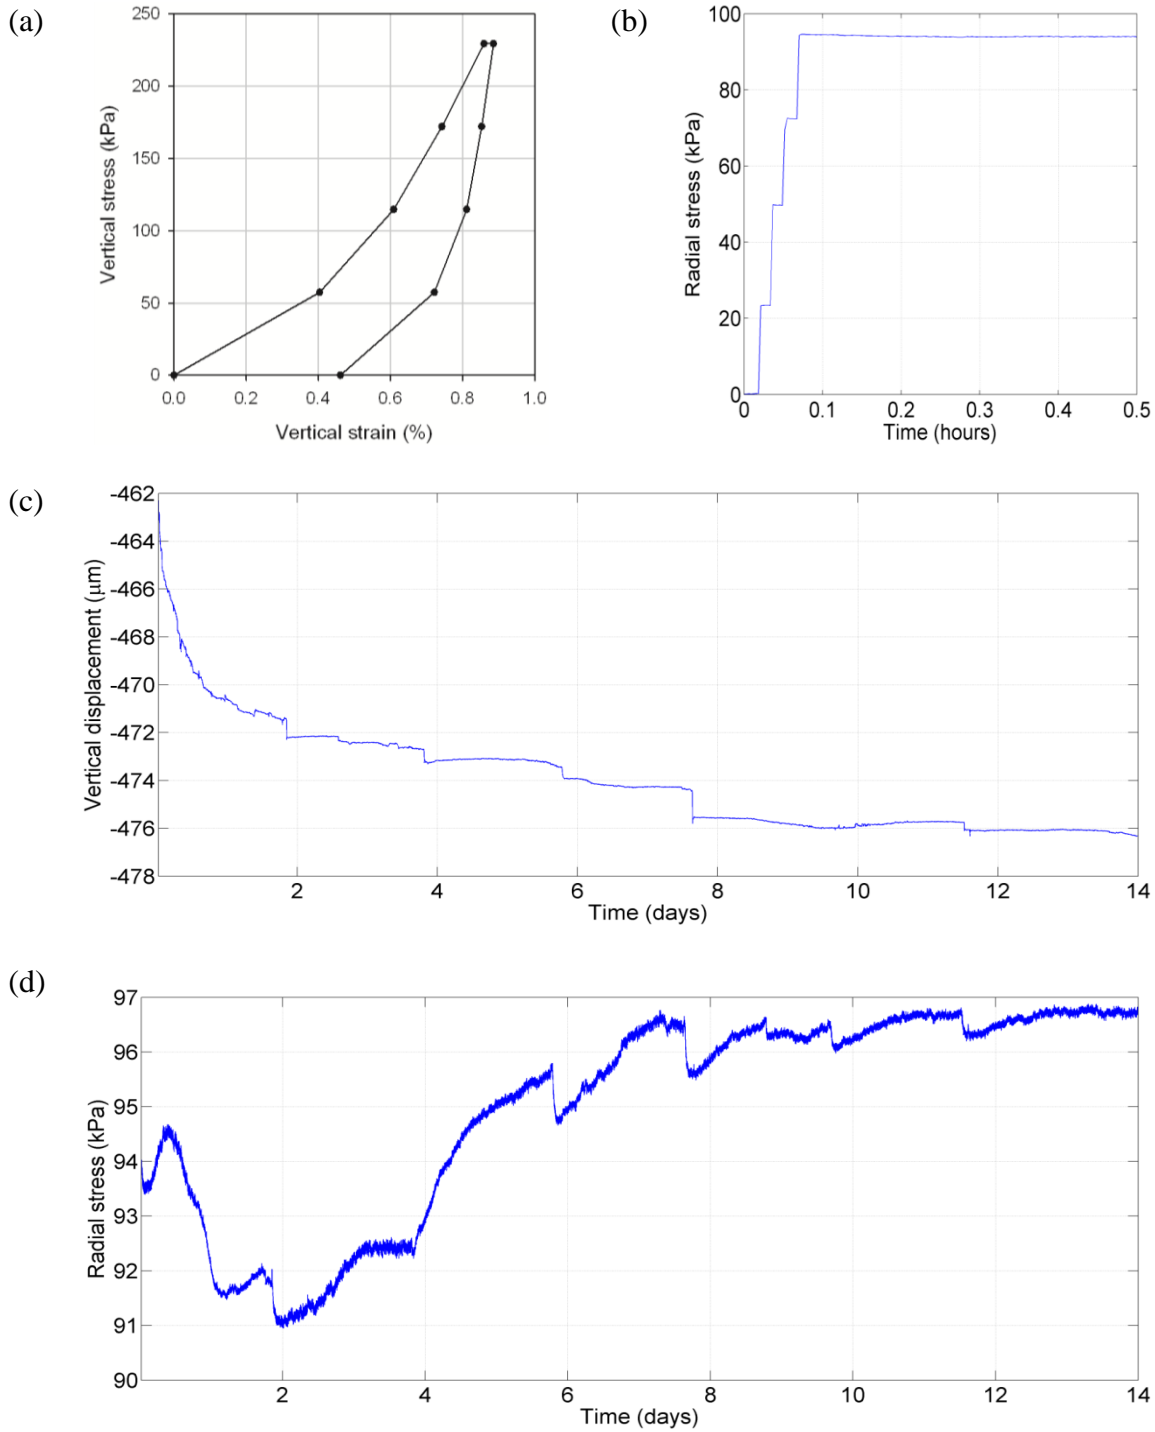 (a)
250
200
150
100
50
0
Vertical stress (kPa)
0.0 0.2 0.4 0.6 0.8 1.0
Vertical strain (%)
(b)
100
80
60
40
20
0
Radial stress (kPa)
0 0.1 0.2 0.3 0.4 0.5
Time (hours)
(c)
-462
-464
-466
-468
-470
-472
-474
-476
-478
Vertical displacement (μm)
2 4 6 8 10 12 14
Time (days)
(d)
97
96
95
94
93
92
91
90
Radial stress (kPa)
2 4 6 8 10 12 14
Time (days)